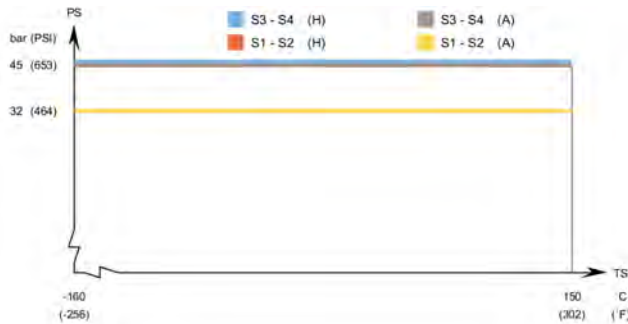 PS
S3 - S4 (H)
S3 - S4 (A)
bar (PSI)
S1 - S2 (H)
S1 - S2 (A)
45 (653)
32 (464)
TS
-160
150
C
(-256)
(302)
(°F)